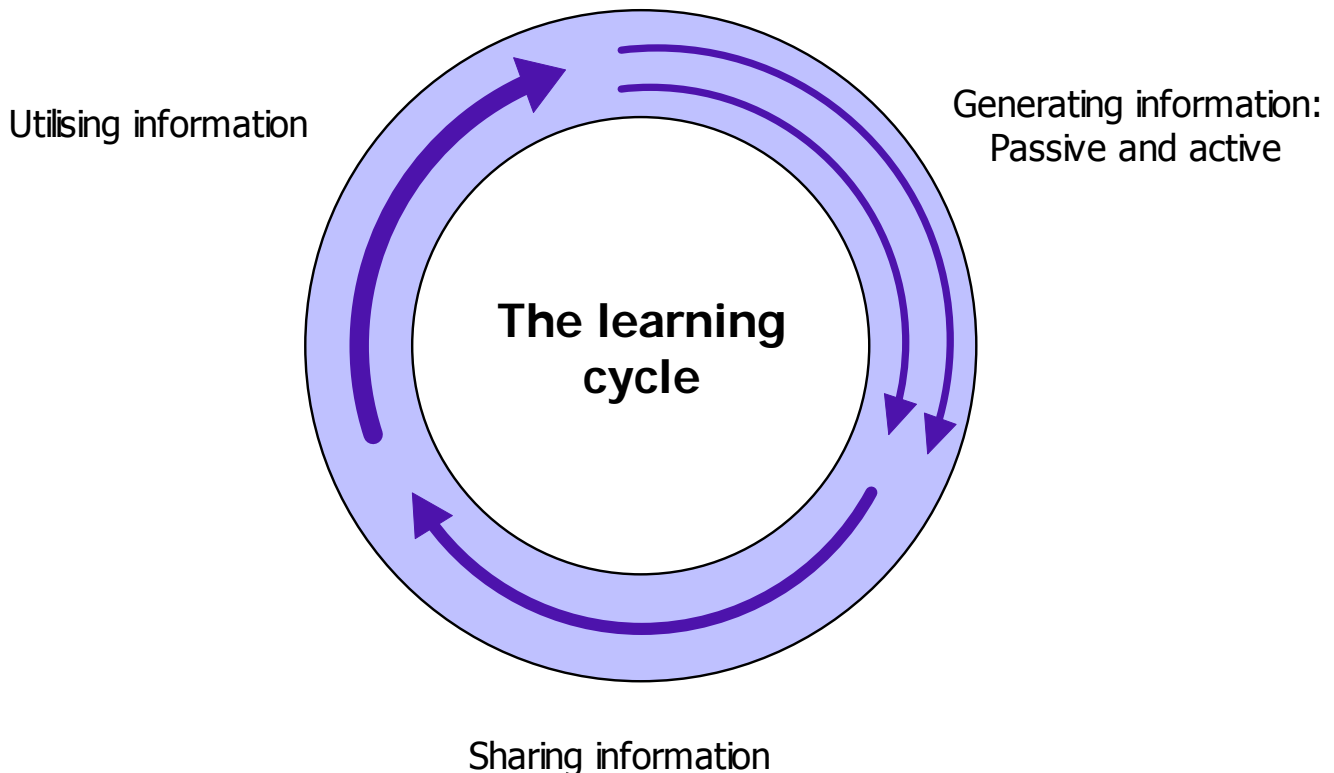 Utilising information
Generating information:
Passive and active
The learning
cycle
Sharing information